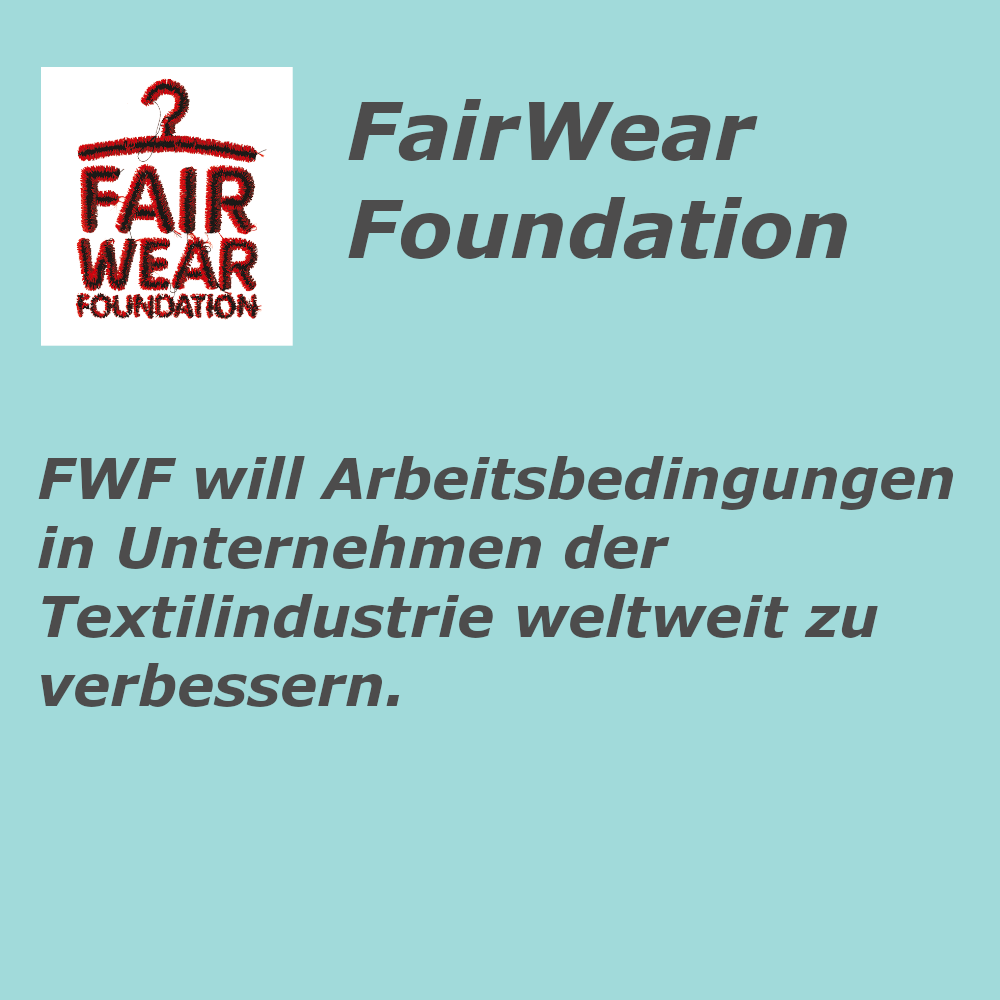 FAIR
WEAR
FOUNDATION
FairWear
Foundation
FWF will Arbeitsbedingungen
in Unternehmen der
Textilindustrie weltweit zu
verbessern.